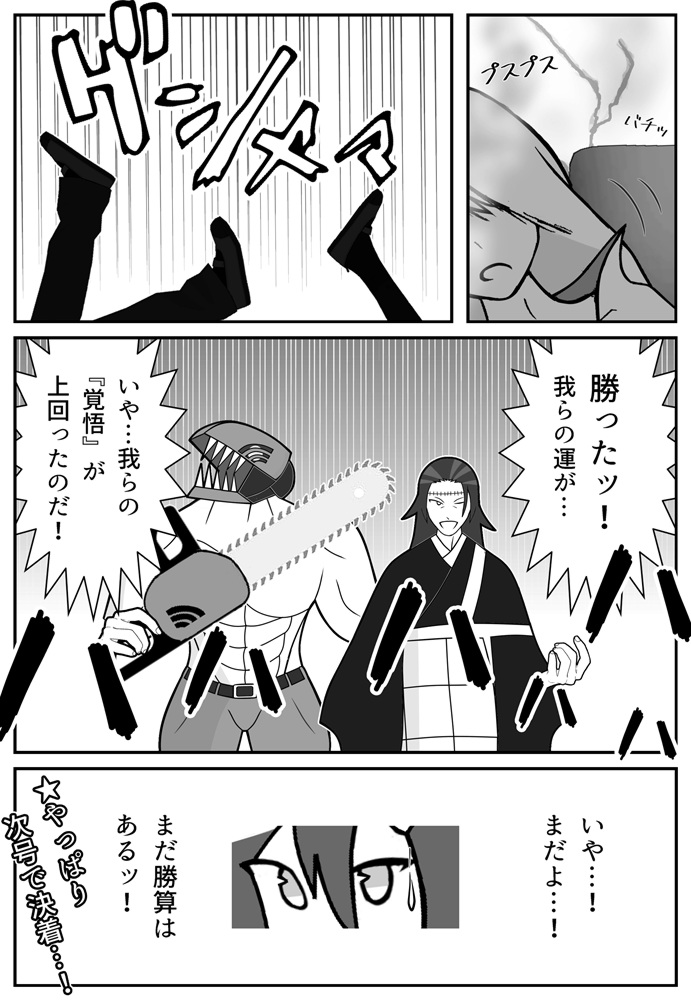 プスプス
バチッ
グシャァ
勝ったッ！
我らの運が…
いや…我らの
『覚悟』が
上回ったのだ！
いや…！
まだよ…！
まだ勝算は
あるッ！
★やっぱり
次号で決着…！